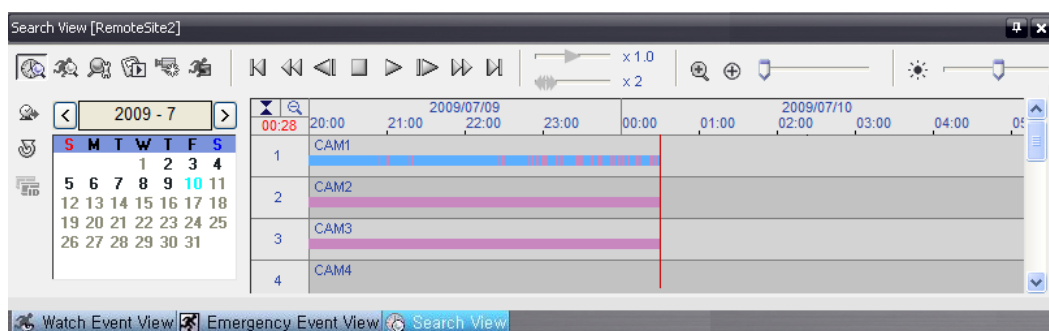 Search View [RemoteSite2]
x 1.0
x 2
2009 - 7
S M T W T F S
1 2 3 4
5 6 7 8 9 10 11
12 13 14 15 16 17 18
19 20 21 22 23 24 25
26 27 28 29 30 31
2009/07/09 2009/07/10
00:28 20:00 21:00 22:00 23:00 00:00 01:00 02:00 03:00 04:00
1 CAM1
2 CAM2
3 CAM3
4 CAM4
EID
Watch Event View Emergency Event View Search View